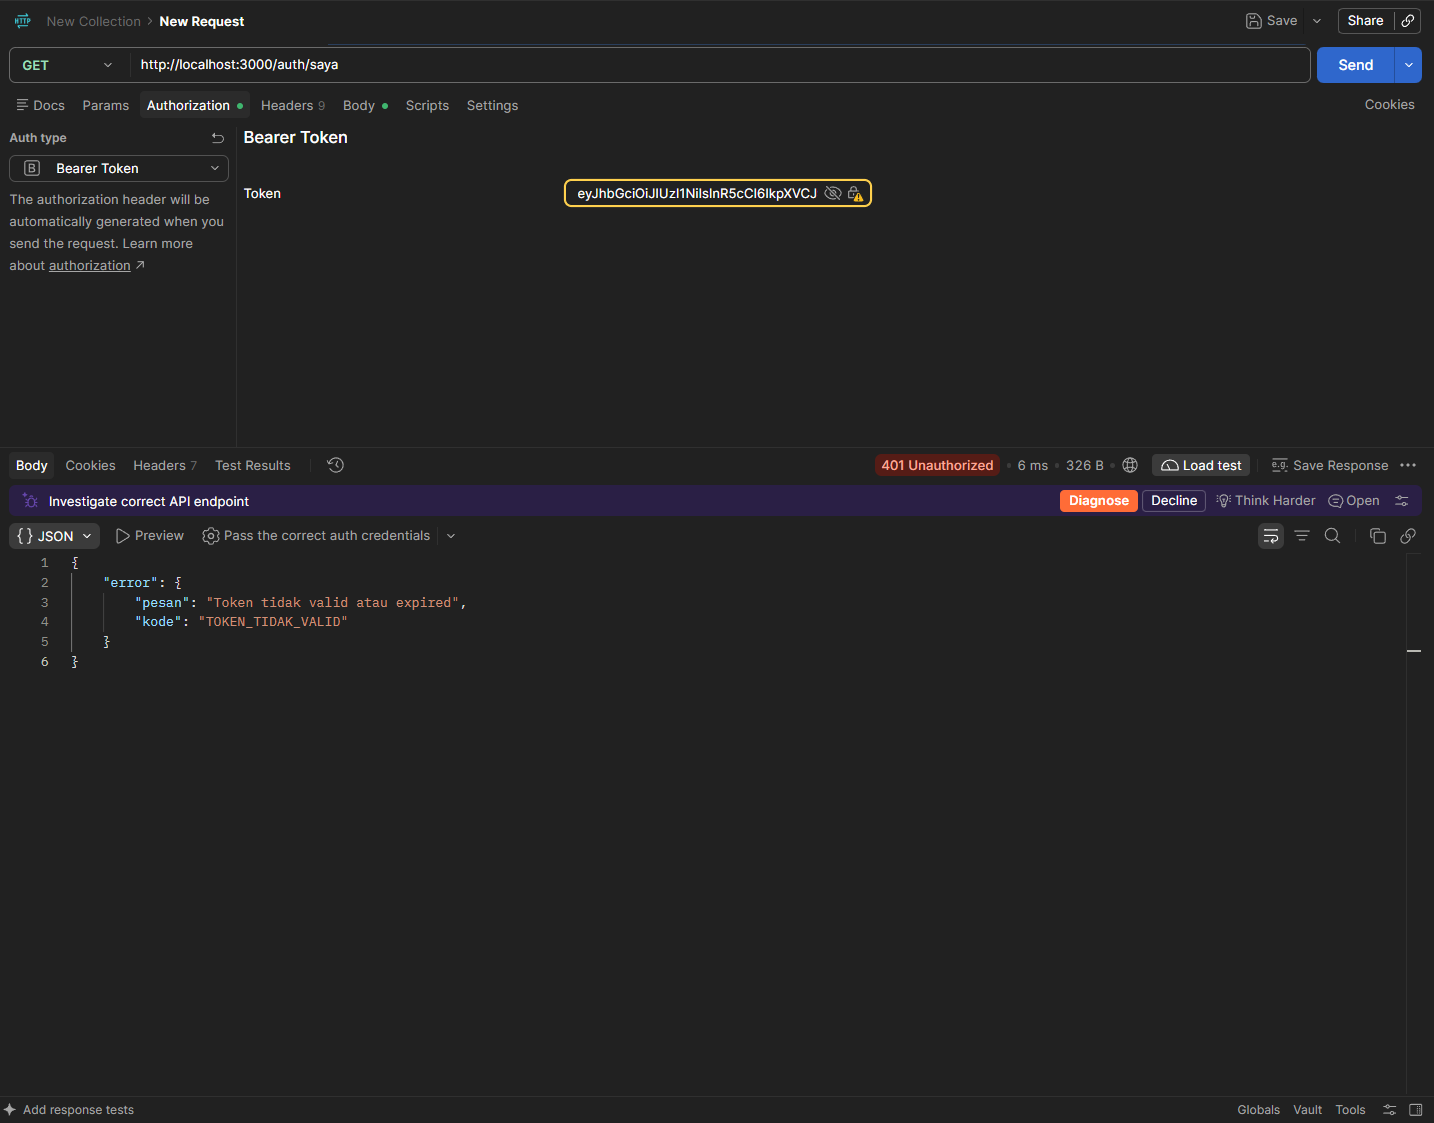 HTTP New Collection > New Request Save Share
GET http://localhost:3000/auth/saya Send
Docs Params Authorization Headers 9 Body Scripts Settings Cookies
Auth type
Bearer Token
The authorization header will be
automatically generated when you
send the request. Learn more
about authorization ↗
Bearer Token
Token eyJhbGciOiJIUzI1NiIsInR5cCI6IkpXVCJ
Body Cookies Headers 7 Test Results 401 Unauthorized • 6 ms • 326 B • Load test e.g. Save Response
Investigate correct API endpoint Diagnose Decline Think Harder Open
{} JSON Preview Pass the correct auth credentials
1 {
2 "error": {
3 "pesan": "Token tidak valid atau expired",
4 "kode": "TOKEN_TIDAK_VALID"
5 }
6 }
Add response tests Globals Vault Tools